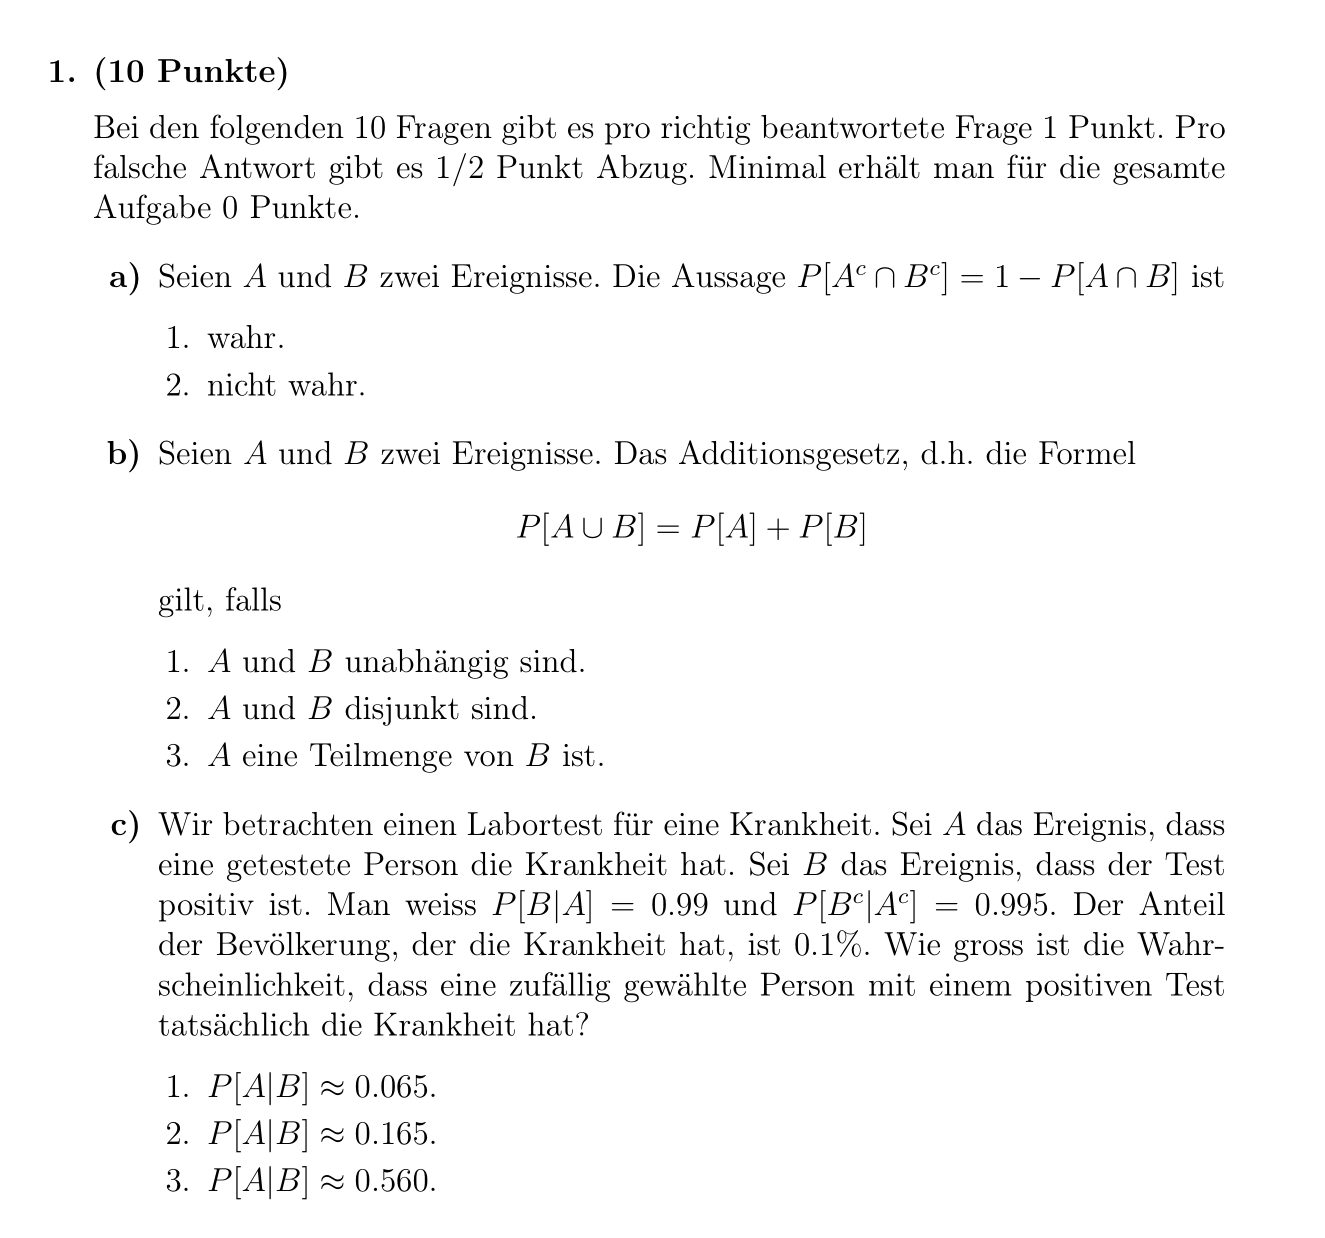 1. (10 Punkte)
Bei den folgenden 10 Fragen gibt es pro richtig beantwortete Frage 1 Punkt. Pro
falsche Antwort gibt es 1/2 Punkt Abzug. Minimal erhält man für die gesamte
Aufgabe 0 Punkte.
a) Seien A und B zwei Ereignisse. Die Aussage P[Aᶜ ∩ Bᶜ] = 1 − P[A ∩ B] ist
1. wahr.
2. nicht wahr.
b) Seien A und B zwei Ereignisse. Das Additionsgesetz, d.h. die Formel
P[A ∪ B] = P[A] + P[B]
gilt, falls
1. A und B unabhängig sind.
2. A und B disjunkt sind.
3. A eine Teilmenge von B ist.
c) Wir betrachten einen Labortest für eine Krankheit. Sei A das Ereignis, dass
eine getestete Person die Krankheit hat. Sei B das Ereignis, dass der Test
positiv ist. Man weiss P[B|A] = 0.99 und P[Bᶜ|Aᶜ] = 0.995. Der Anteil
der Bevölkerung, der die Krankheit hat, ist 0.1%. Wie gross ist die Wahr-
scheinlichkeit, dass eine zufällig gewählte Person mit einem positiven Test
tatsächlich die Krankheit hat?
1. P[A|B] ≈ 0.065.
2. P[A|B] ≈ 0.165.
3. P[A|B] ≈ 0.560.